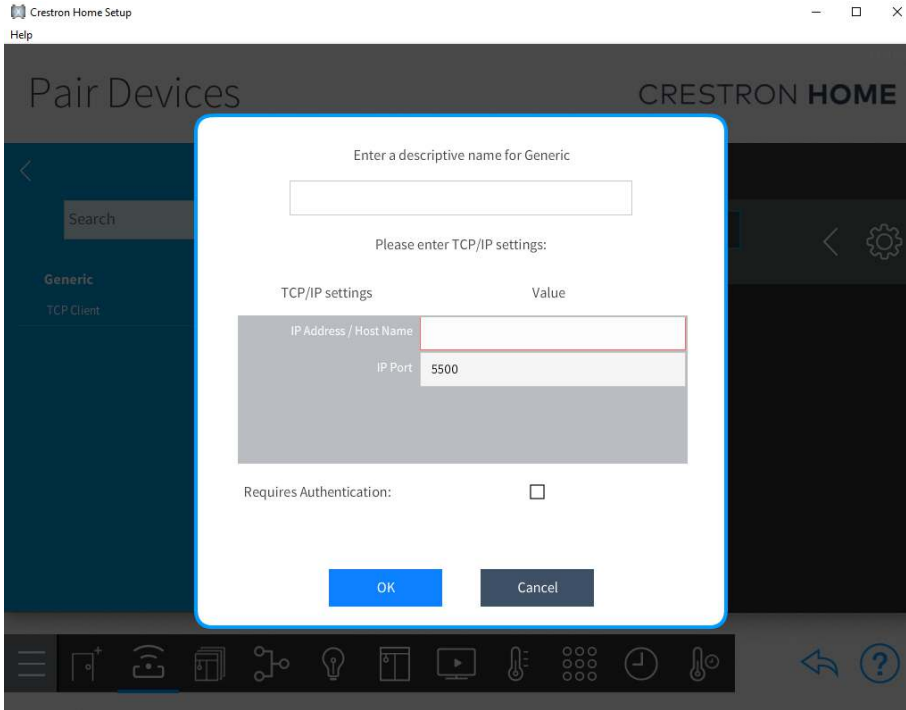 Crestron Home Setup
Help
Pair Devices
CRESTRON HOME
Search
Generic
TCP Client
Enter a descriptive name for Generic
Please enter TCP/IP settings:
TCP/IP settings Value
IP Address / Host Name
IP Port 5500
Requires Authentication:
OK Cancel
?